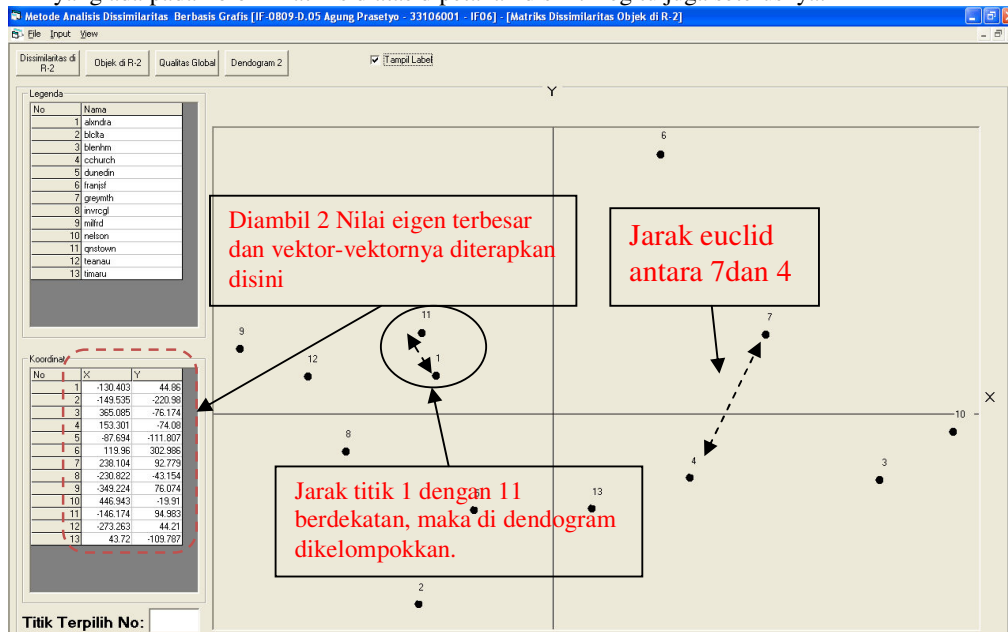 Metode Analisis Dissimilaritas Berbasis Grafis [IF-0809-D.05 Agung Prasetyo - 33106001 - IF06] - [Matriks Dissimilaritas Objek di R-2]
File Input View
Dissimilaritas di R-2
Objek di R-2
Qualitas Global
Dendogram 2
Tampil Label
Legenda
No Nama
1 alxndra
2 blclta
3 blenhm
4 cchurch
5 dunedin
6 franjsf
7 greymth
8 invrcgl
9 milfrd
10 nelson
11 qnstown
12 teanau
13 timaru
Koordinat
No X Y
1 -130.403 44.86
2 -149.535 -220.98
3 365.085 -76.174
4 153.301 -74.08
5 -87.694 -111.807
6 119.96 302.986
7 238.104 92.779
8 -230.822 -43.154
9 -349.224 76.074
10 446.943 -19.91
11 -146.174 94.983
12 -273.263 44.21
13 43.72 -109.787
Titik Terpilih No:
Y
6
Diambil 2 Nilai eigen terbesar
dan vektor-vektornya diterapkan
disini
Jarak euclid
antara 7dan 4
11
7
9
12
1
X
10
8
4
3
Jarak titik 1 dengan 11
berdekatan, maka di dendogram
dikelompokkan.
13
2